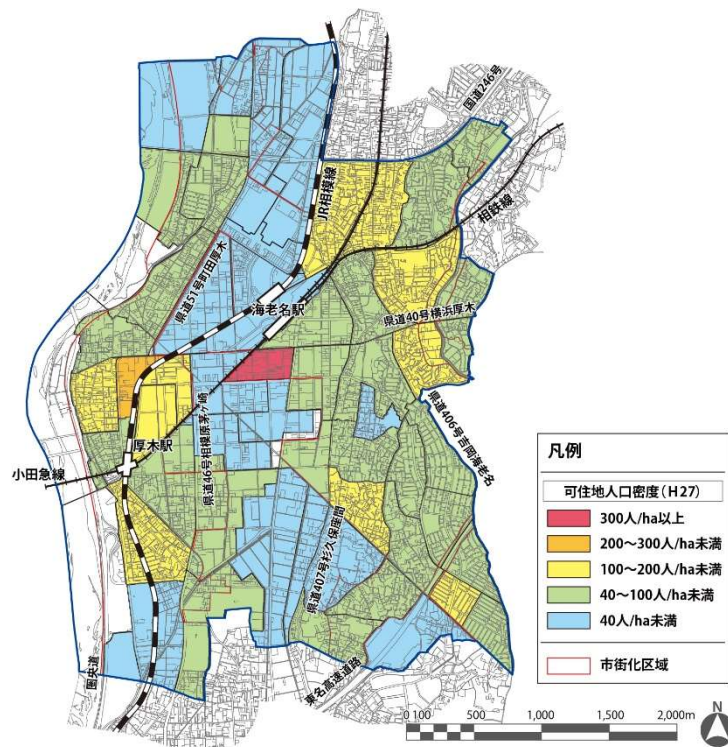 国道246号
JR相模線
相鉄線
県道51号町田厚木
海老名駅
県道40号横浜厚木
県道406号吉岡海老名
厚木駅
県道46号相模原茅ケ崎
小田急線
県道407号杉久保座間
圏央道
東名高速道路
凡例
可住地人口密度(H27)
300人/ha以上
200~300人/ha未満
100~200人/ha未満
40~100人/ha未満
40人/ha未満
市街化区域
N
0 100 500 1,000 1,500 2,000m